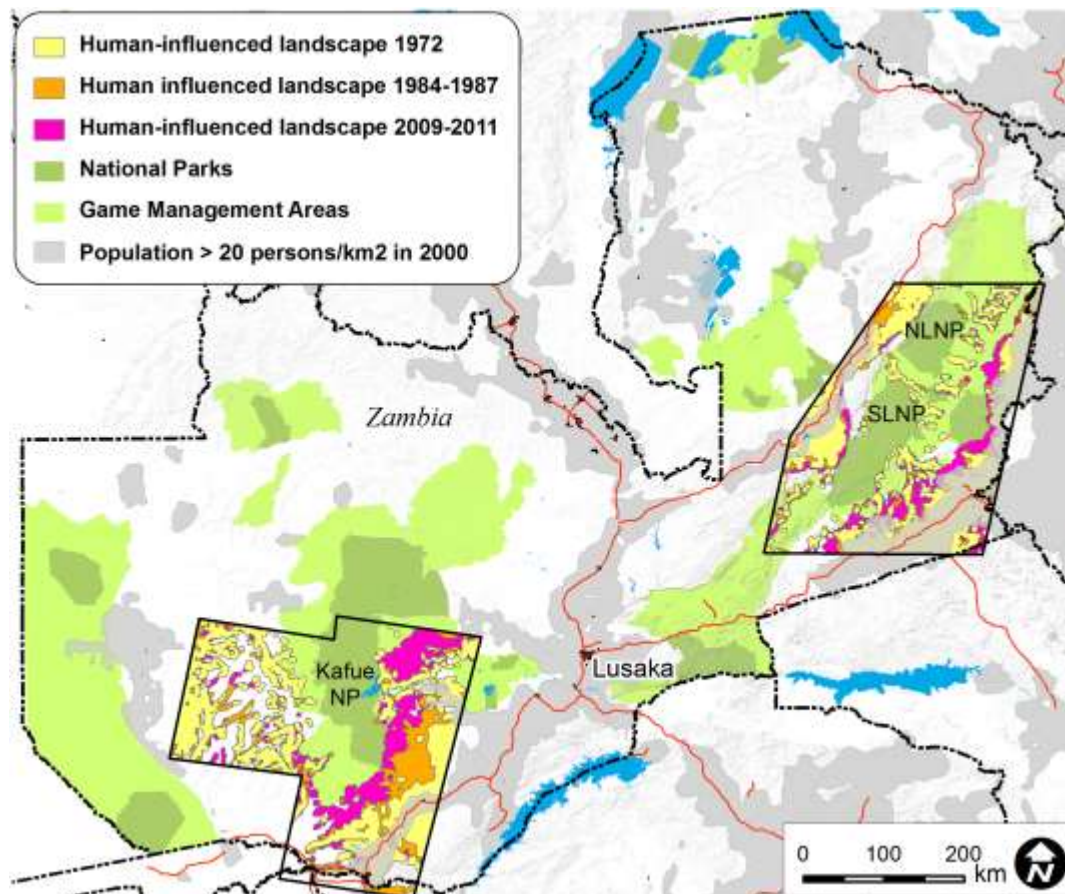 Human-influenced landscape 1972
Human influenced landscape 1984-1987
Human-influenced landscape 2009-2011
National Parks
Game Management Areas
Population > 20 persons/km2 in 2000
NLNP
SLNP
Zambia
Kafue
NP
Lusaka
0 100 200
km
N